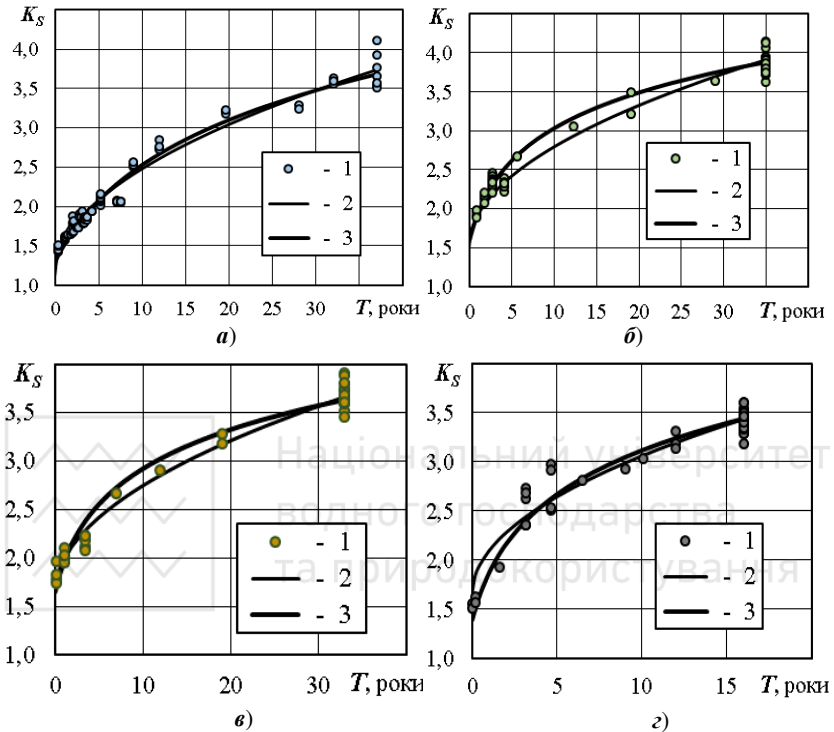 K_S
4,0
3,5
3,0
2,5
2,0
1,5
1,0
- 1
- 2
- 3
0 5 10 15 20 25 30 T, роки
а)
K_S
4,0
3,5
3,0
2,5
2,0
1,5
1,0
- 1
- 2
- 3
0 5 10 15 20 25 30 T, роки
б)
K_S
3,5
3,0
2,5
2,0
1,5
1,0
- 1
- 2
- 3
0 10 20 30 T, роки
в)
K_S
3,5
3,0
2,5
2,0
1,5
1,0
- 1
- 2
- 3
0 5 10 15 T, роки
г)
Національний університет
водного господарства
та природокористування